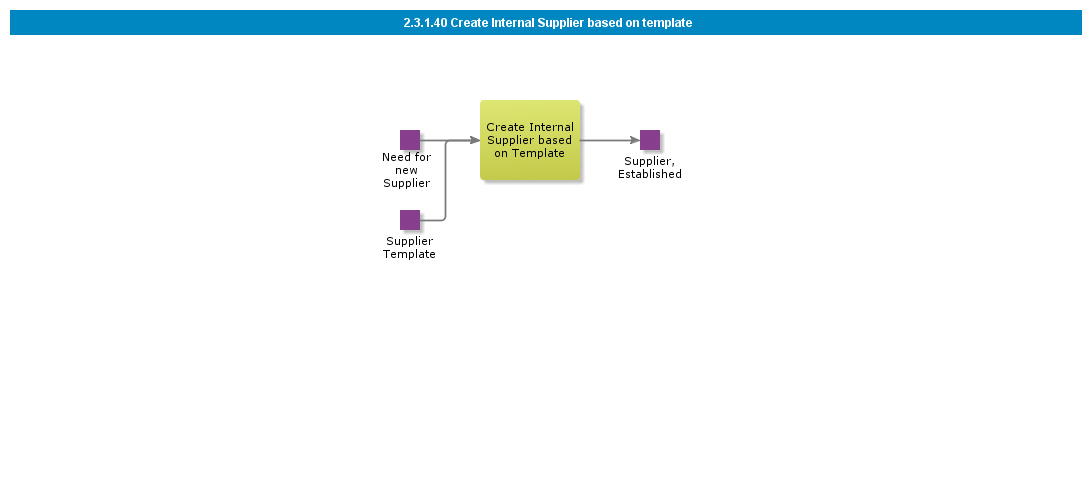 2.3.1.40 Create Internal Supplier based on template
Create Internal
Supplier based
on Template
Need for
new
Supplier
Supplier,
Established
Supplier
Template